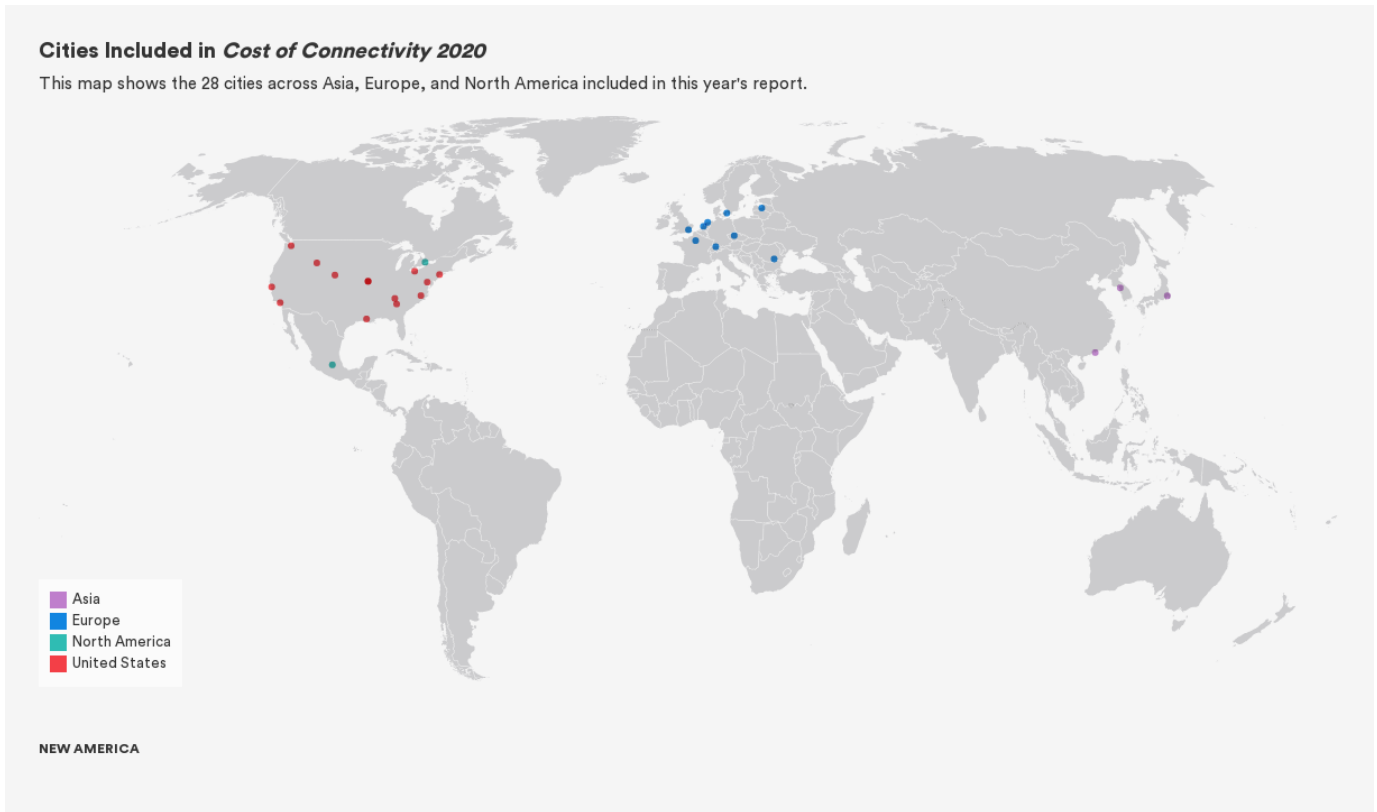 Cities Included in Cost of Connectivity 2020
This map shows the 28 cities across Asia, Europe, and North America included in this year's report.
Asia
Europe
North America
United States
NEW AMERICA